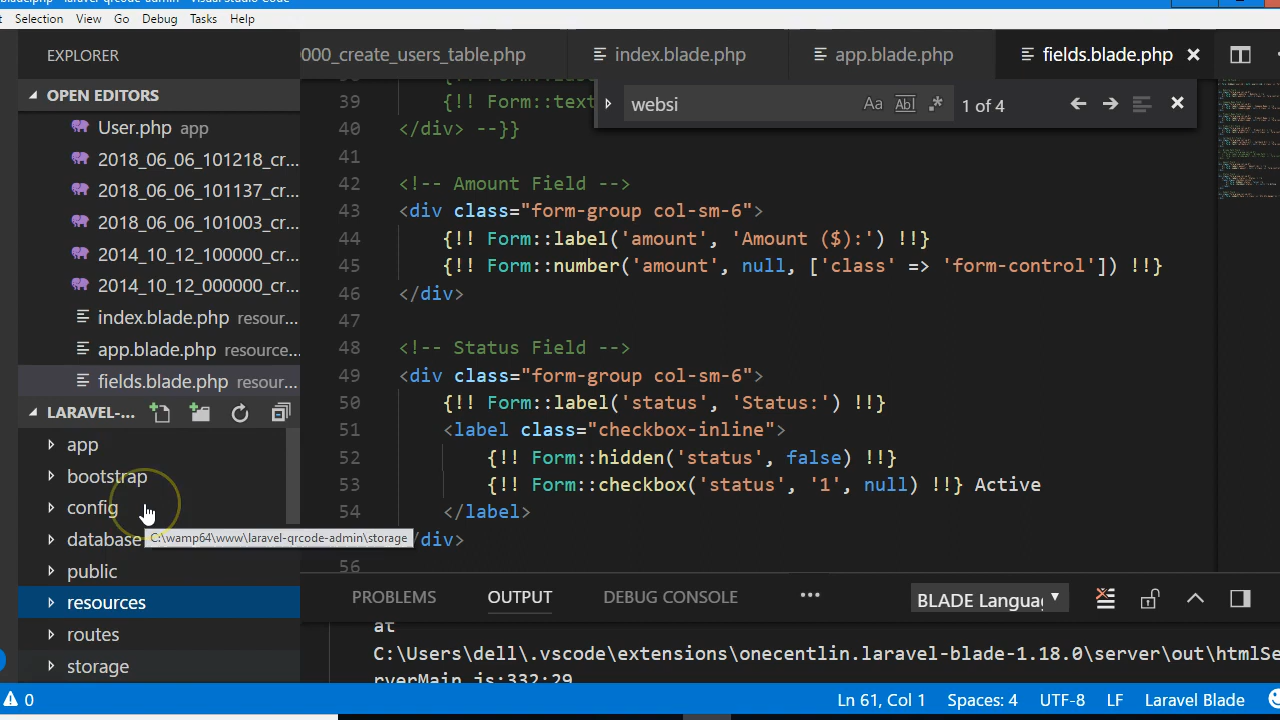 Selection View Go Debug Tasks Help
EXPLORER
000_create_users_table.php
index.blade.php
app.blade.php
fields.blade.php
OPEN EDITORS
User.php app
2018_06_06_101218_cr...
2018_06_06_101137_cr...
2018_06_06_101003_cr...
2014_10_12_100000_cr...
2014_10_12_000000_cr...
index.blade.php resour...
app.blade.php resource...
fields.blade.php resour...
LARAVEL-...
app
bootstrap
config
database
public
resources
routes
storage
C:\wamp64\www\laravel-qrcode-admin\storage
websi
Aa Abl .* 1 of 4
39 {!! Form::text
40 </div> --}}
41
42 <!-- Amount Field -->
43 <div class="form-group col-sm-6">
44 {!! Form::label('amount', 'Amount ($):') !!}
45 {!! Form::number('amount', null, ['class' => 'form-control']) !!}
46 </div>
47
48 <!-- Status Field -->
49 <div class="form-group col-sm-6">
50 {!! Form::label('status', 'Status:') !!}
51 <label class="checkbox-inline">
52 {!! Form::hidden('status', false) !!}
53 {!! Form::checkbox('status', '1', null) !!} Active
54 </label>
/div>
56
PROBLEMS OUTPUT DEBUG CONSOLE ... BLADE Langua
at
C:\Users\dell\.vscode\extensions\onecentlin.laravel-blade-1.18.0\server\out\htmlSe
rverMain.js:332:29
0 Ln 61, Col 1 Spaces: 4 UTF-8 LF Laravel Blade